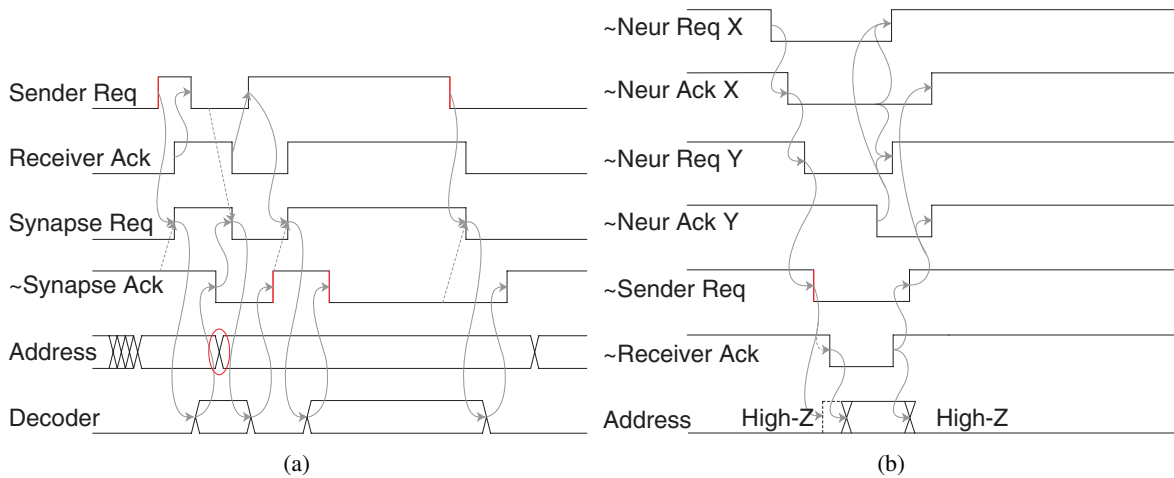 Sender Req
Receiver Ack
Synapse Req
~Synapse Ack
Address
Decoder
(a)
~Neur Req X
~Neur Ack X
~Neur Req Y
~Neur Ack Y
~Sender Req
~Receiver Ack
Address High-Z High-Z
(b)